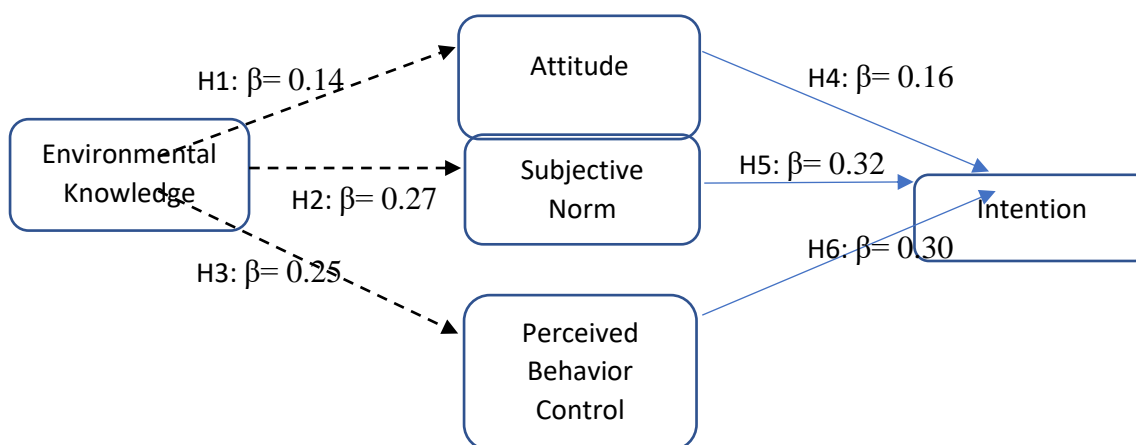 Attitude
H1: β= 0.14
H4: β= 0.16
Environmental
Knowledge
H2: β= 0.27
Subjective
Norm
H5: β= 0.32
Intention
H3: β= 0.25
H6: β= 0.30
Perceived
Behavior
Control